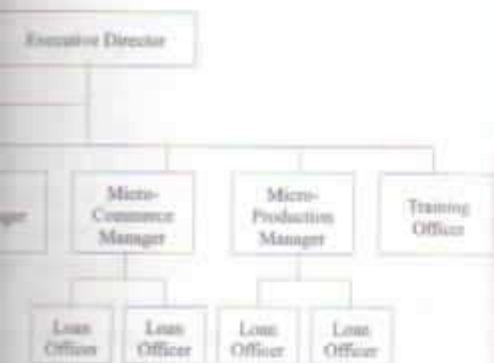 Executive Director
Micro-
Commerce
Manager
Micro-
Production
Manager
Training
Officer
Loan
Officer
Loan
Officer
Loan
Officer
Loan
Officer